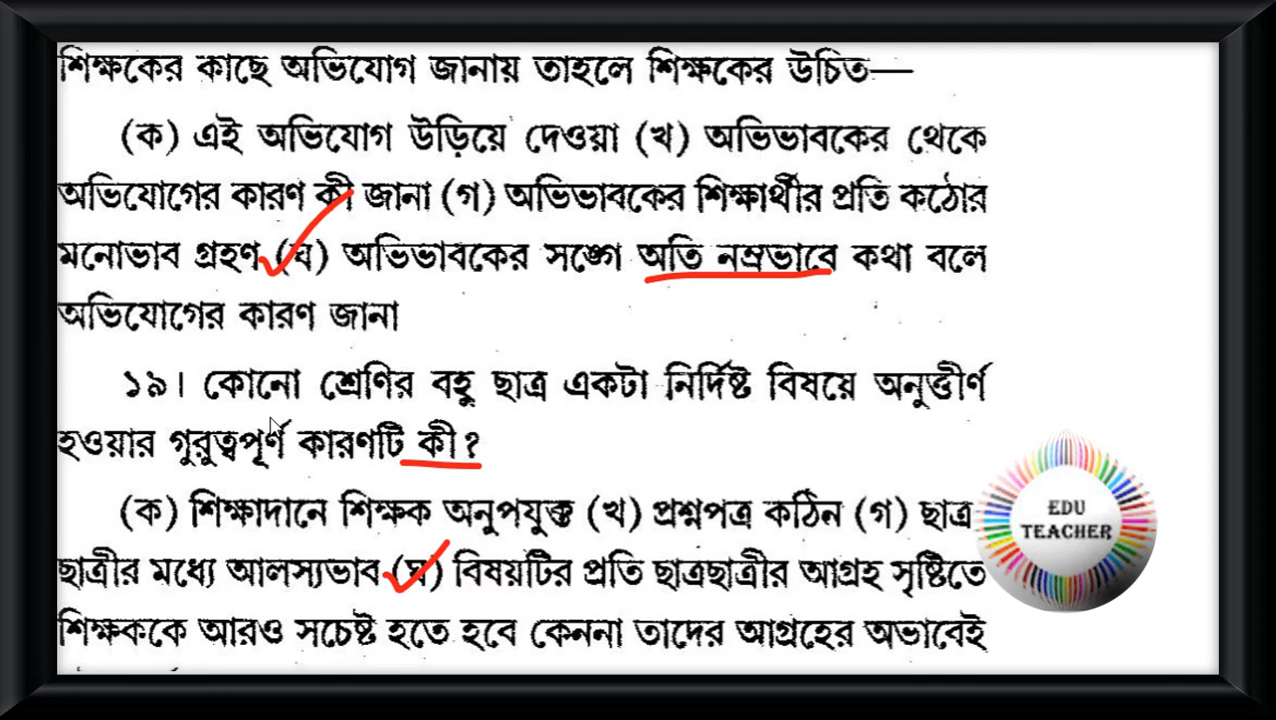 শিক্ষকের কাছে অভিযোগ জানায় তাহলে শিক্ষকের উচিত—
(ক) এই অভিযোগ উড়িয়ে দেওয়া (খ) অভিভাবকের থেকে
অভিযোগের কারণ কী জানা (গ) অভিভাবকের শিক্ষার্থীর প্রতি কঠোর
মনোভাব গ্রহণ (ঘ) অভিভাবকের সঙ্গে অতি নম্রভাবে কথা বলে
অভিযোগের কারণ জানা
১৯। কোনো শ্রেণির বহু ছাত্র একটা নির্দিষ্ট বিষয়ে অনুত্তীর্ণ
হওয়ার গুরুত্বপূর্ণ কারণটি কী?
(ক) শিক্ষাদানে শিক্ষক অনুপযুক্ত (খ) প্রশ্নপত্র কঠিন (গ) ছাত্র
ছাত্রীর মধ্যে আলস্যভাব (ঘ) বিষয়টির প্রতি ছাত্রছাত্রীর আগ্রহ সৃষ্টিতে
শিক্ষককে আরও সচেষ্ট হতে হবে কেননা তাদের আগ্রহের অভাবেই
EDU
TEACHER